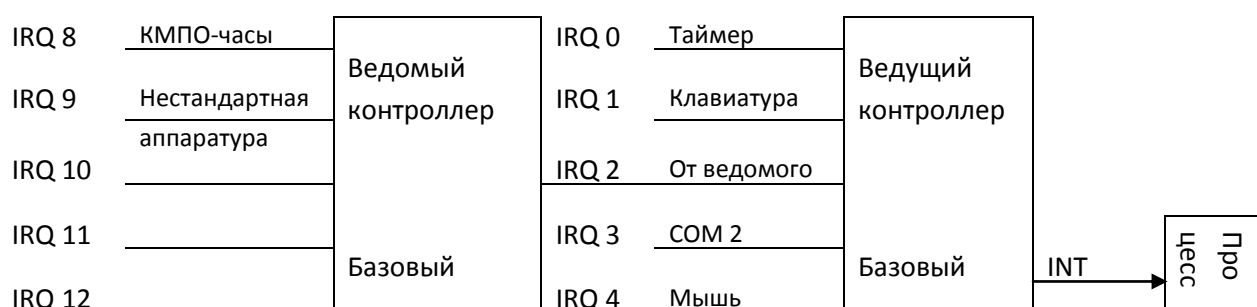 IRQ 8 КМПО-часы IRQ 0 Таймер
Ведомый Ведущий
IRQ 9 Нестандартная контроллер IRQ 1 Клавиатура контроллер
аппаратура
IRQ 10 IRQ 2 От ведомого
IRQ 11 IRQ 3 COM 2
Базовый Базовый INT Про
цесс
IRQ 12 IRQ 4 Мышь